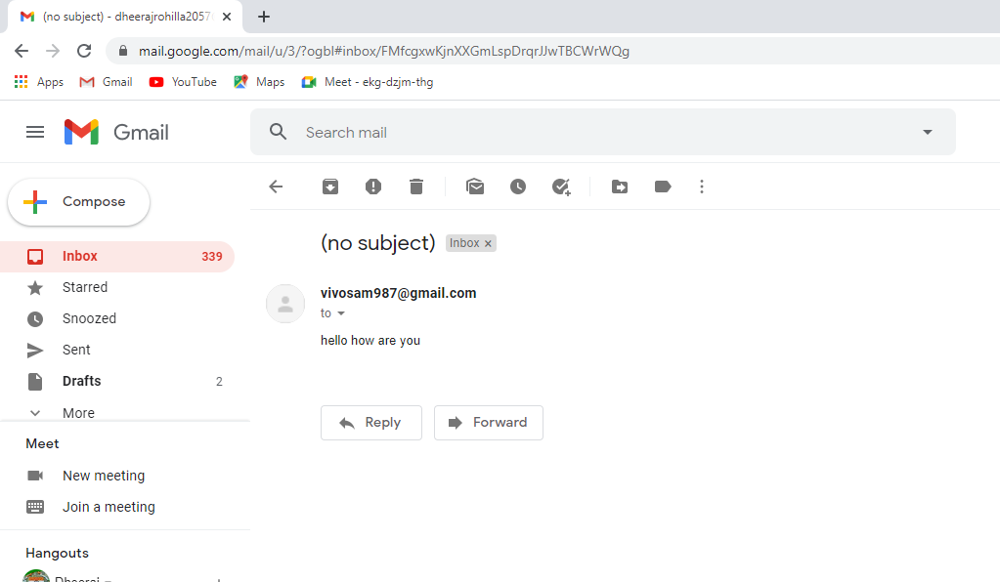 (no subject) - dheerajrohilla2057
mail.google.com/mail/u/3/?ogbl#inbox/FMfcgxwKjnXXGmLspDrqrJJwTBCWrWQg
Apps Gmail YouTube Maps Meet - ekg-dzjm-thg
Gmail
Search mail
Compose
(no subject) Inbox ×
Inbox 339
Starred
vivosam987@gmail.com
to
Snoozed
hello how are you
Sent
Drafts 2
More
Reply Forward
Meet
New meeting
Join a meeting
Hangouts
Dheeraj